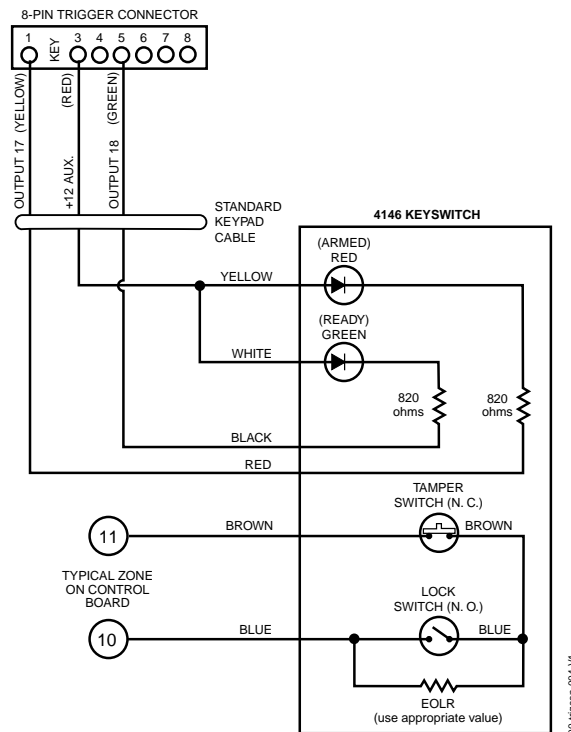 8-PIN TRIGGER CONNECTOR
1 KEY 3 4 5 6 7 8
OUTPUT 17 (YELLOW)
+12 AUX. (RED)
OUTPUT 18 (GREEN)
STANDARD
KEYPAD
CABLE
4146 KEYSWITCH
(ARMED)
RED
YELLOW
(READY)
GREEN
WHITE
820
ohms
820
ohms
BLACK
RED
TAMPER
SWITCH (N. C.)
BROWN
BROWN
11
TYPICAL ZONE
ON CONTROL
BOARD
LOCK
SWITCH (N. O.)
10
BLUE
BLUE
EOLR
(use appropriate value)